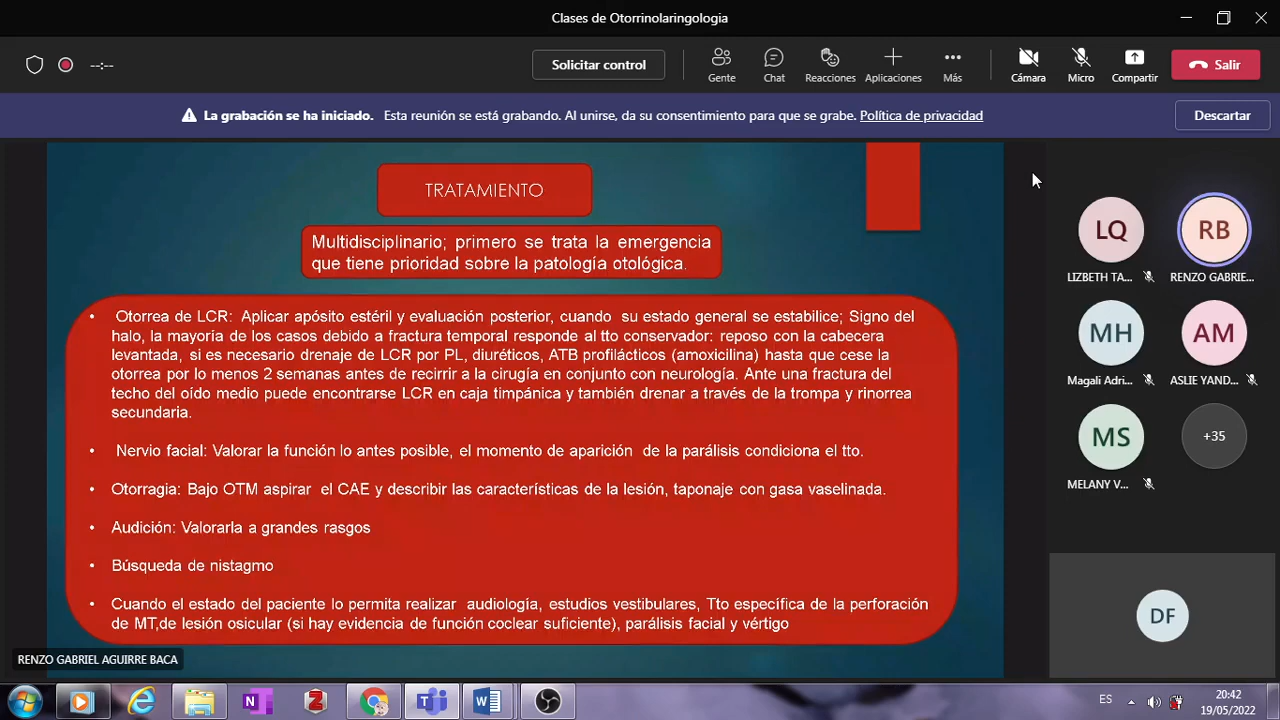 Clases de Otorrinolaringologia
--:--
Solicitar control
Gente
Chat
Reacciones
Aplicaciones
Más
Cámara
Micro
Compartir
Salir
La grabación se ha iniciado. Esta reunión se está grabando. Al unirse, da su consentimiento para que se grabe. Política de privacidad
Descartar
TRATAMIENTO
Multidisciplinario; primero se trata la emergencia
que tiene prioridad sobre la patología otológica.
• Otorrea de LCR: Aplicar apósito estéril y evaluación posterior, cuando su estado general se estabilice; Signo del
halo, la mayoría de los casos debido a fractura temporal responde al tto conservador: reposo con la cabecera
levantada, si es necesario drenaje de LCR por PL, diuréticos, ATB profilácticos (amoxicilina) hasta que cese la
otorrea por lo menos 2 semanas antes de recirrir a la cirugía en conjunto con neurología. Ante una fractura del
techo del oído medio puede encontrarse LCR en caja timpánica y también drenar a través de la trompa y rinorrea
secundaria.
• Nervio facial: Valorar la función lo antes posible, el momento de aparición de la parálisis condiciona el tto.
• Otorragia: Bajo OTM aspirar el CAE y describir las características de la lesión, taponaje con gasa vaselinada.
• Audición: Valorarla a grandes rasgos
• Búsqueda de nistagmo
• Cuando el estado del paciente lo permita realizar audiología, estudios vestibulares, Tto específica de la perforación
de MT,de lesión osicular (si hay evidencia de función coclear suficiente), parálisis facial y vértigo
RENZO GABRIEL AGUIRRE BACA
LQ
LIZBETH TA...
RB
RENZO GABRIE...
MH
Magali Adri...
AM
ASLIE YAND...
MS
MELANY V...
+35
DF
ES
20:42
19/05/2022